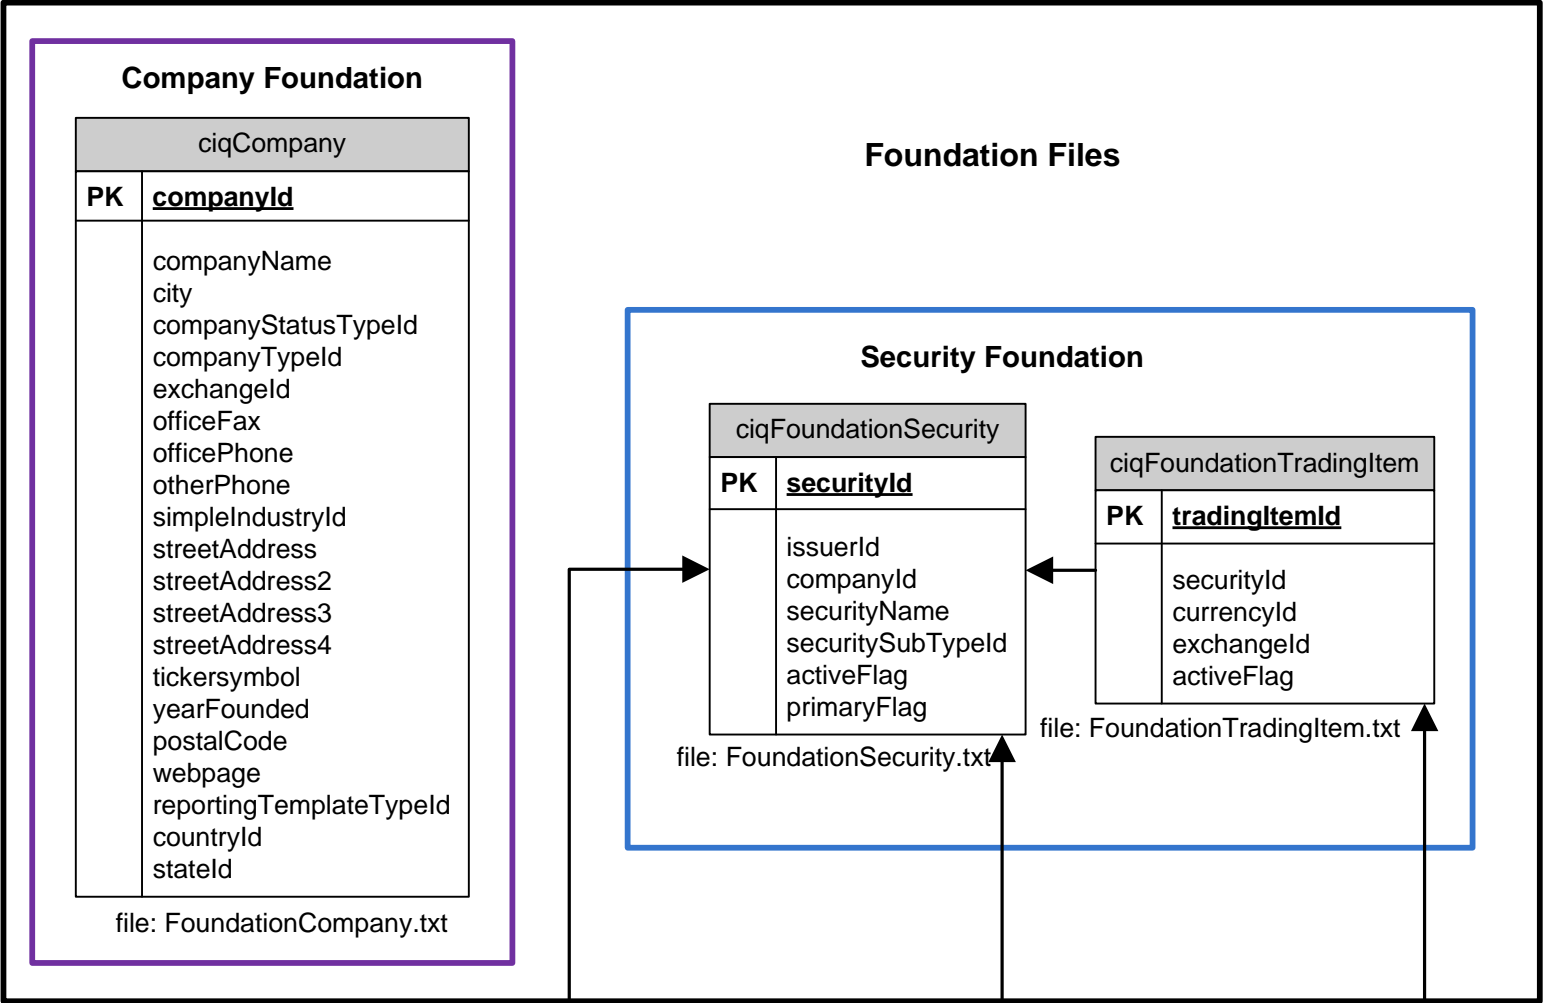 Company Foundation
ciqCompany
PK companyId
companyName
city
companyStatusTypeId
companyTypeId
exchangeId
officeFax
officePhone
otherPhone
simpleIndustryId
streetAddress
streetAddress2
streetAddress3
streetAddress4
tickersymbol
yearFounded
postalCode
webpage
reportingTemplateTypeId
countryId
stateId
file: FoundationCompany.txt
Foundation Files
Security Foundation
ciqFoundationSecurity
PK securityId
issuerId
companyId
securityName
securitySubTypeId
activeFlag
primaryFlag
file: FoundationSecurity.txt
ciqFoundationTradingItem
PK tradingItemId
securityId
currencyId
exchangeId
activeFlag
file: FoundationTradingItem.txt